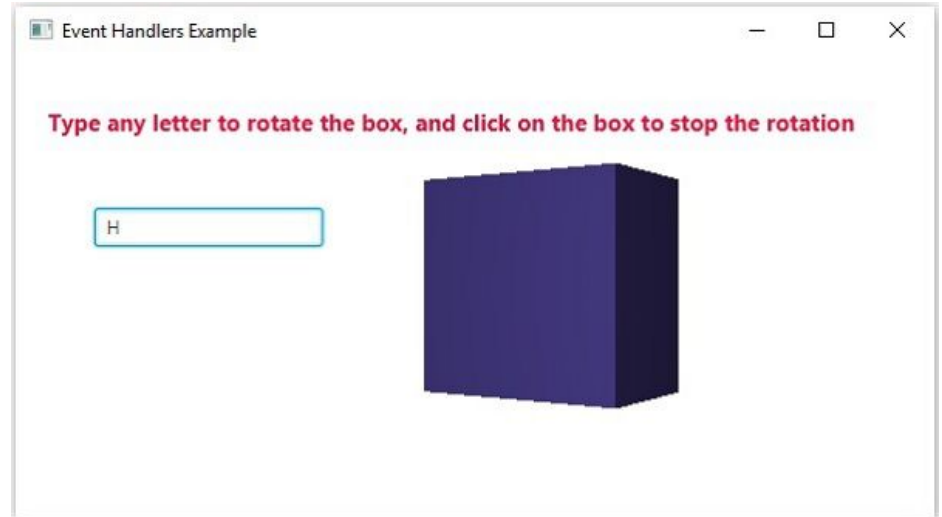 Event Handlers Example
Type any letter to rotate the box, and click on the box to stop the rotation
H